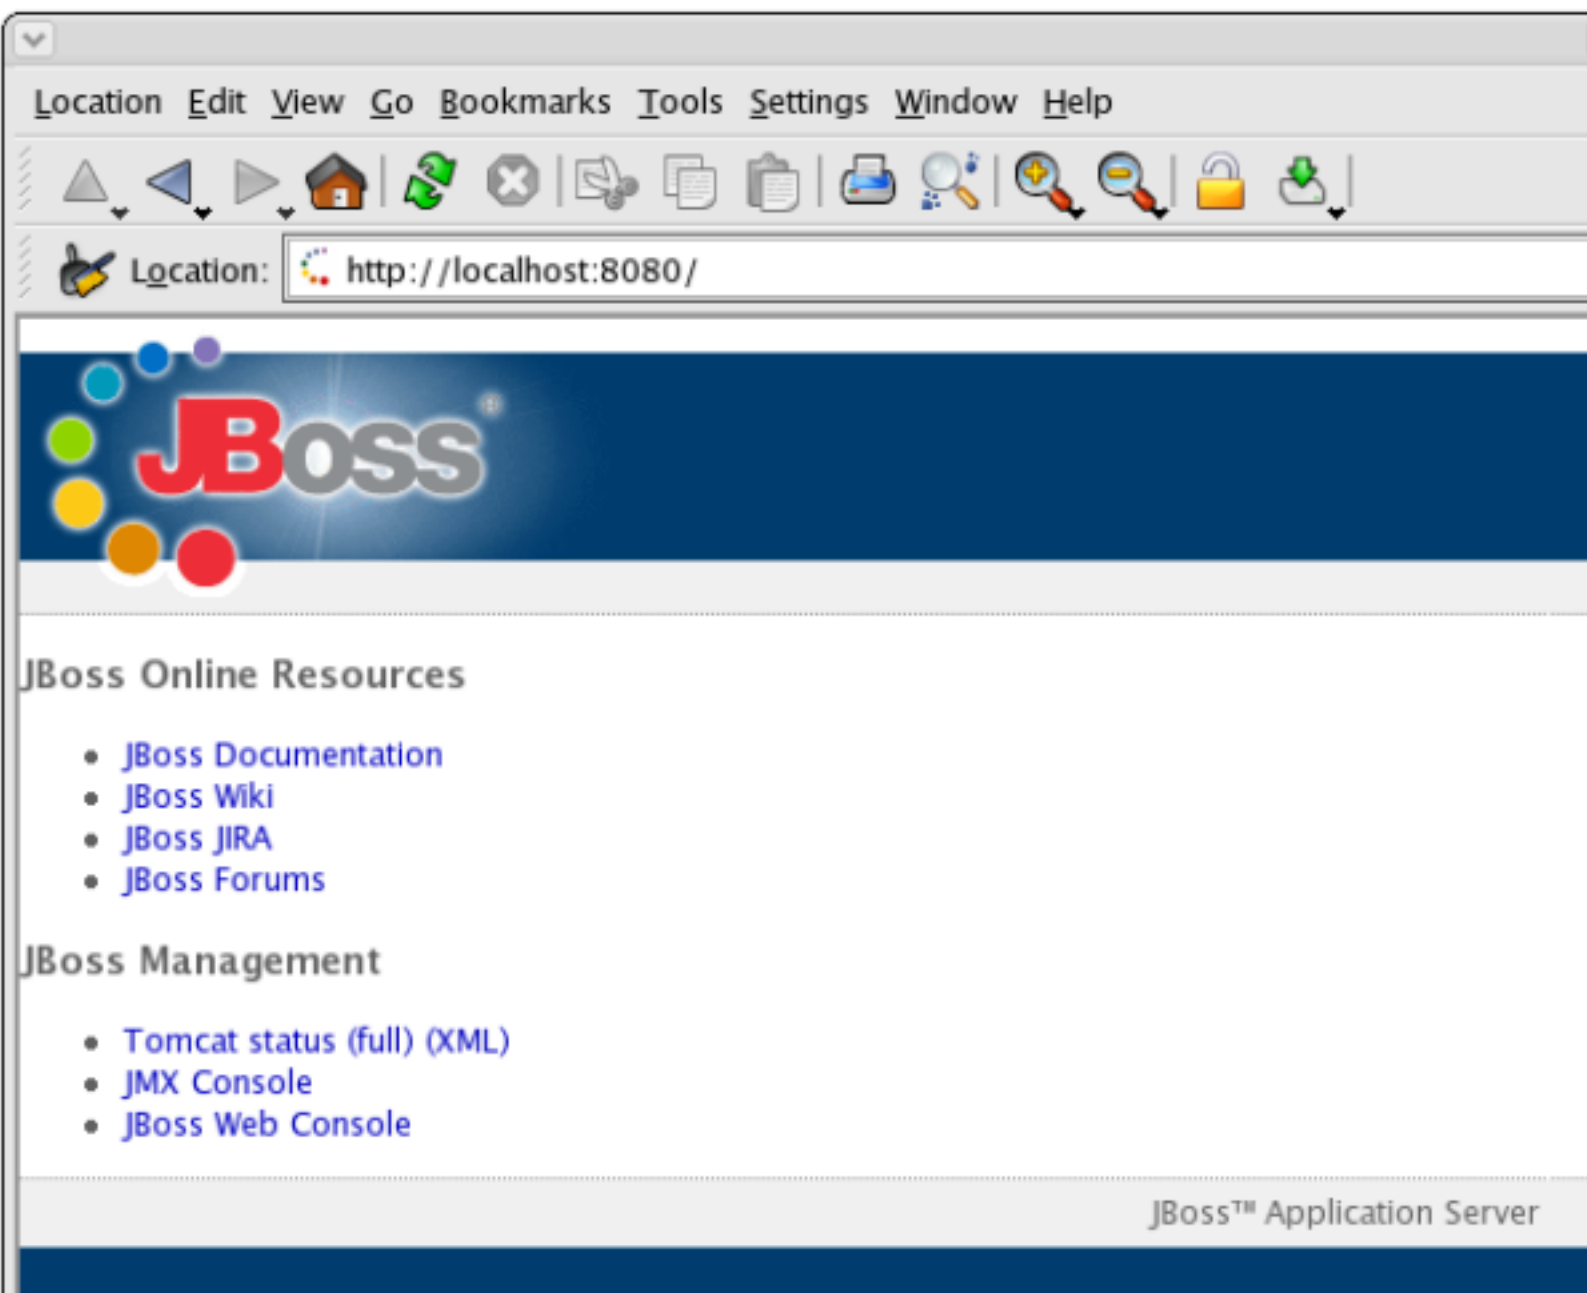 Location Edit View Go Bookmarks Tools Settings Window Help
Location: http://localhost:8080/
JBoss®
JBoss Online Resources
JBoss Documentation
JBoss Wiki
JBoss JIRA
JBoss Forums
JBoss Management
Tomcat status (full) (XML)
JMX Console
JBoss Web Console
JBoss™ Application Server